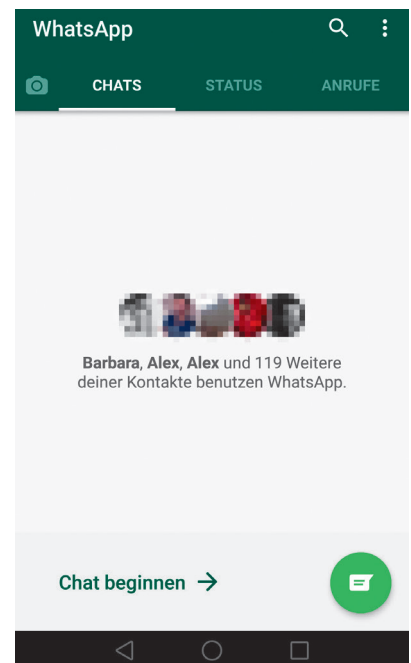 WhatsApp
CHATS STATUS ANRUFE
Barbara, Alex, Alex und 119 Weitere
deiner Kontakte benutzen WhatsApp.
Chat beginnen →